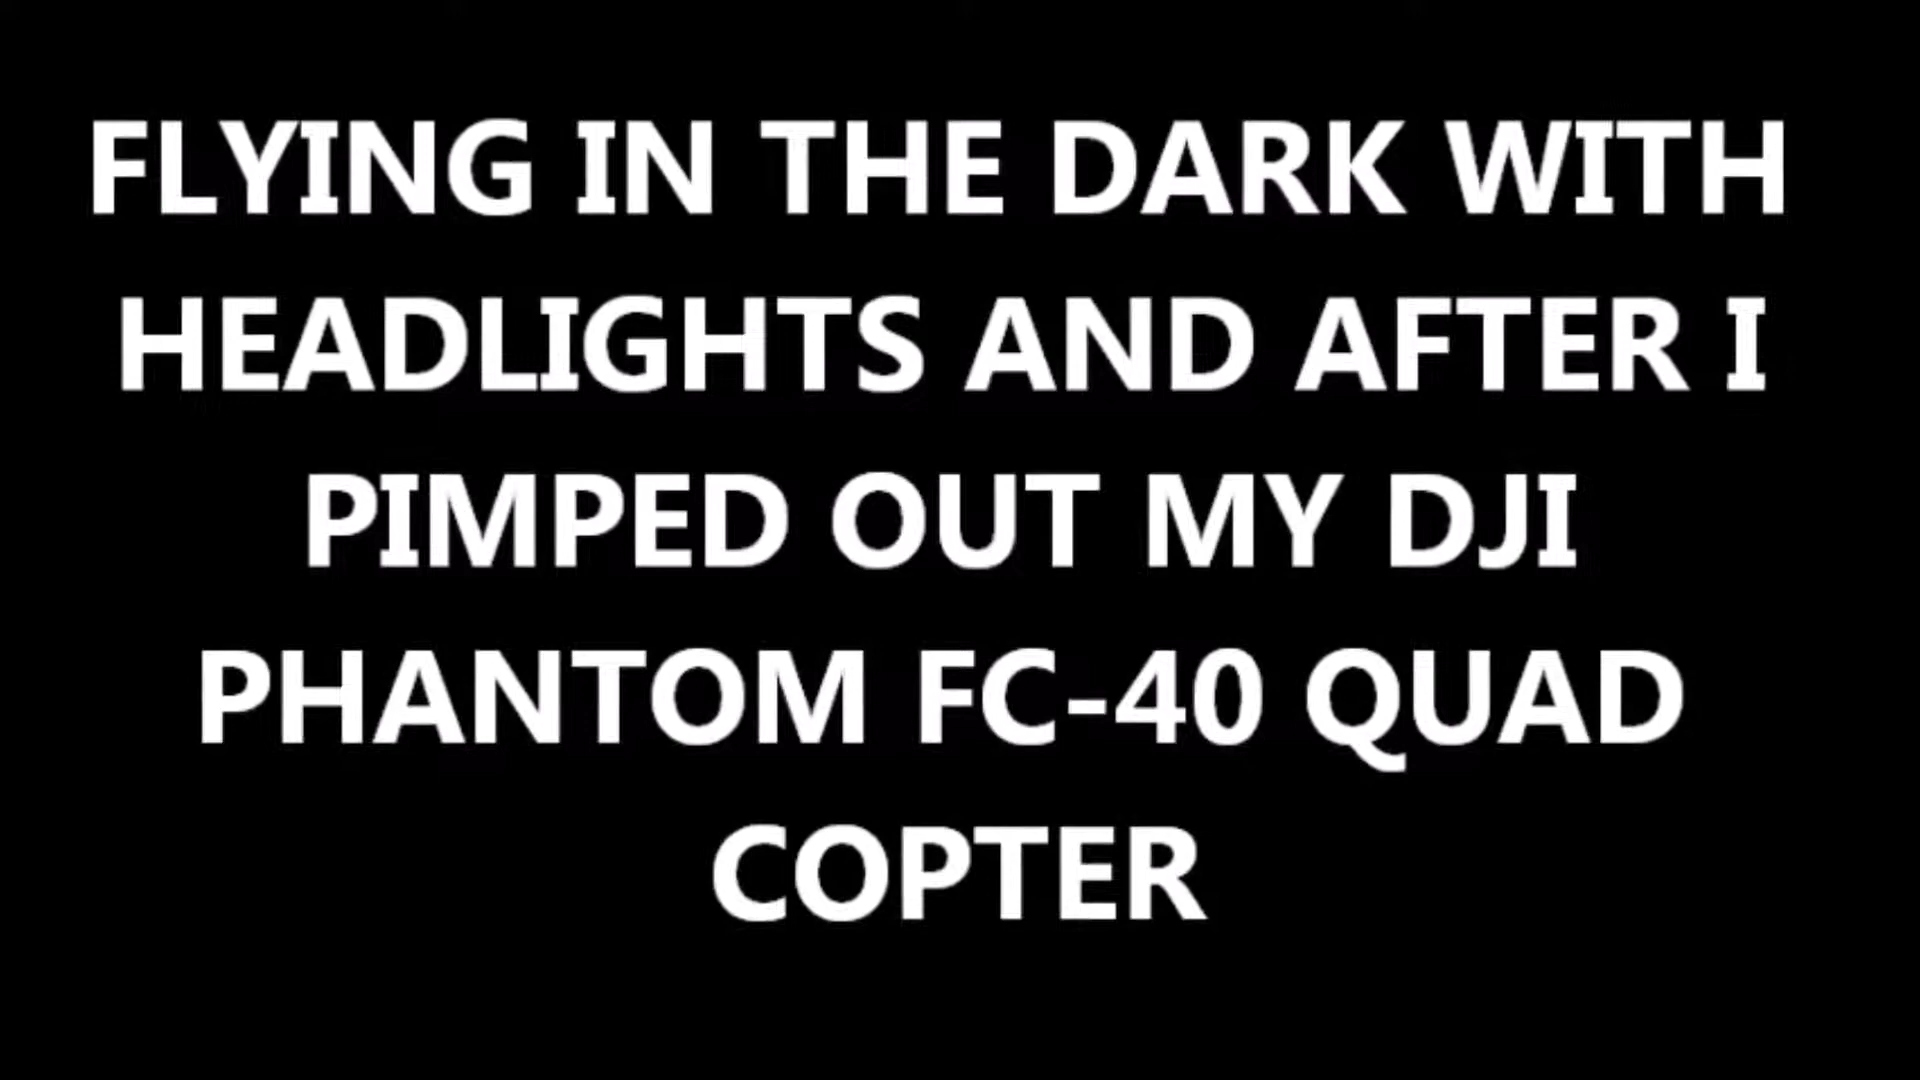 FLYING IN THE DARK WITH
HEADLIGHTS AND AFTER I
PIMPED OUT MY DJI
PHANTOM FC-40 QUAD
COPTER